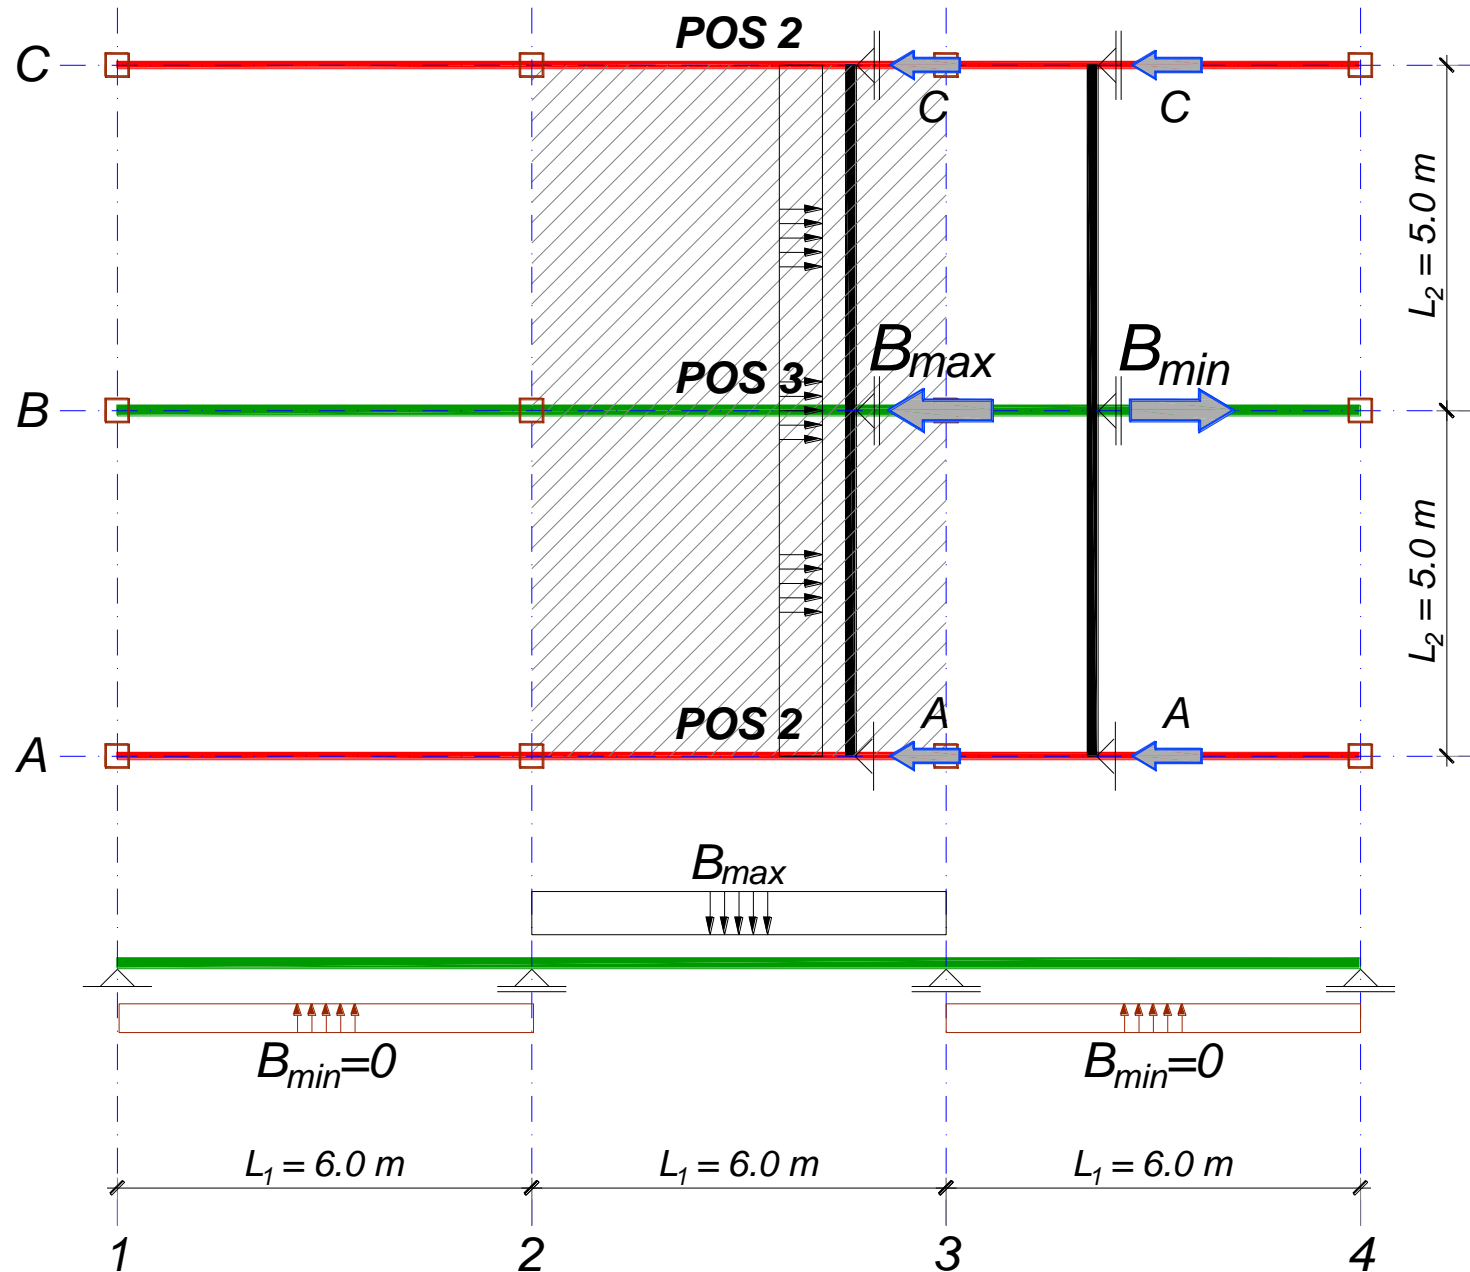 POS 2
C
C
C
L2 = 5.0 m
Bmax
Bmin
POS 3
B
L2 = 5.0 m
A
A
POS 2
A
Bmax
Bmin=0
Bmin=0
L1 = 6.0 m
L1 = 6.0 m
L1 = 6.0 m
1
2
3
4